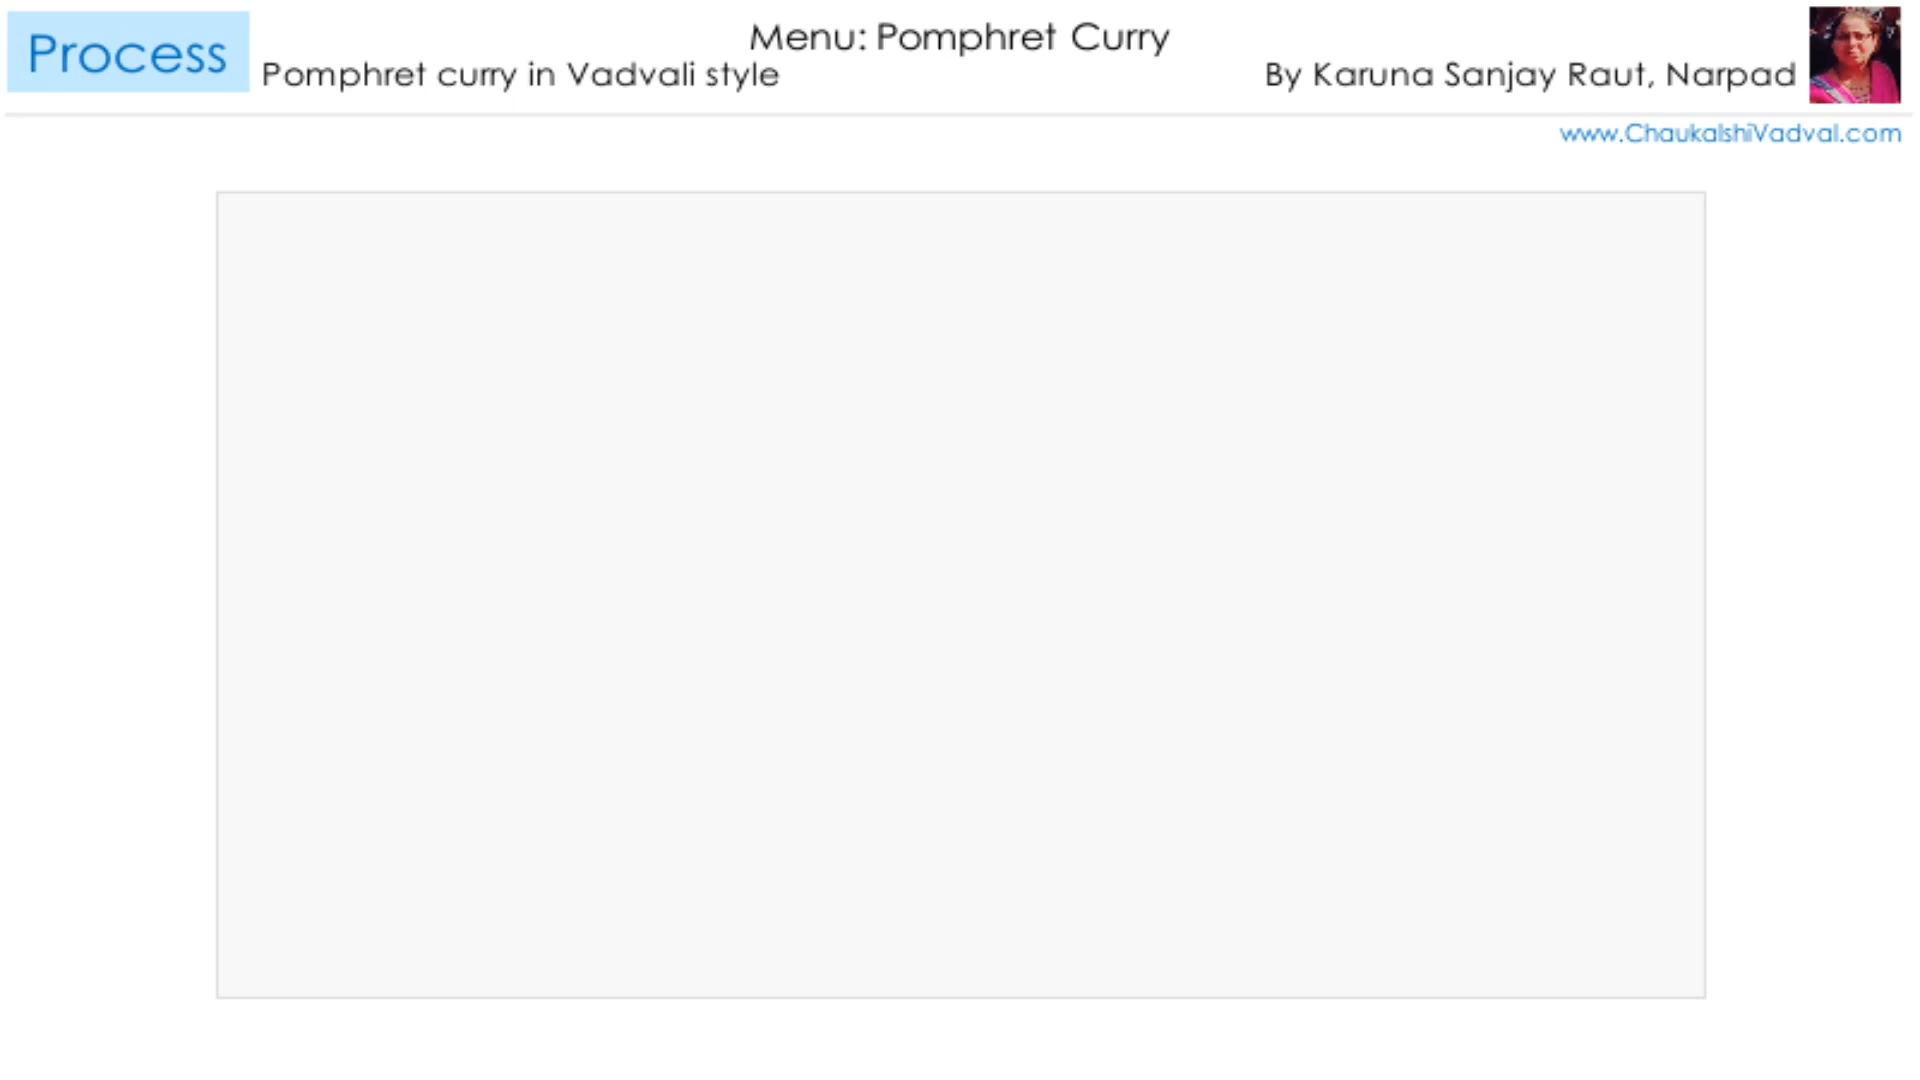 Menu: Pomphret Curry
Process
Pomphret curry in Vadvali style
By Karuna Sanjay Raut, Narpad
www.ChaukalshiVadval.com